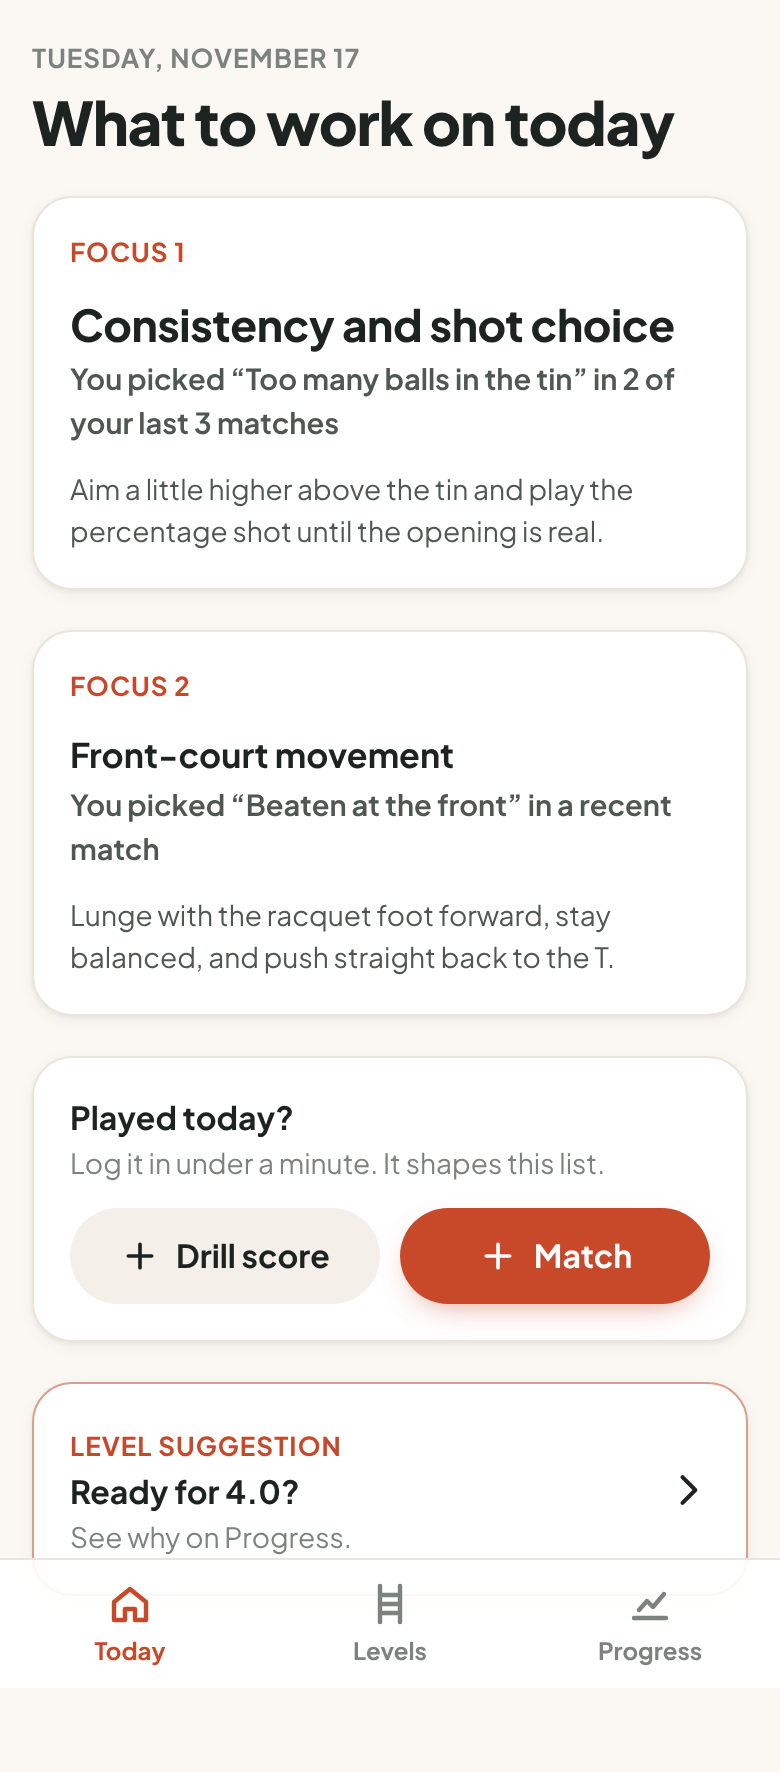 TUESDAY, NOVEMBER 17
What to work on today
FOCUS 1
Consistency and shot choice
You picked “Too many balls in the tin” in 2 of
your last 3 matches
Aim a little higher above the tin and play the
percentage shot until the opening is real.
FOCUS 2
Front-court movement
You picked “Beaten at the front” in a recent
match
Lunge with the racquet foot forward, stay
balanced, and push straight back to the T.
Played today?
Log it in under a minute. It shapes this list.
+ Drill score
+ Match
LEVEL SUGGESTION
Ready for 4.0?
See why on Progress.
Today
Levels
Progress